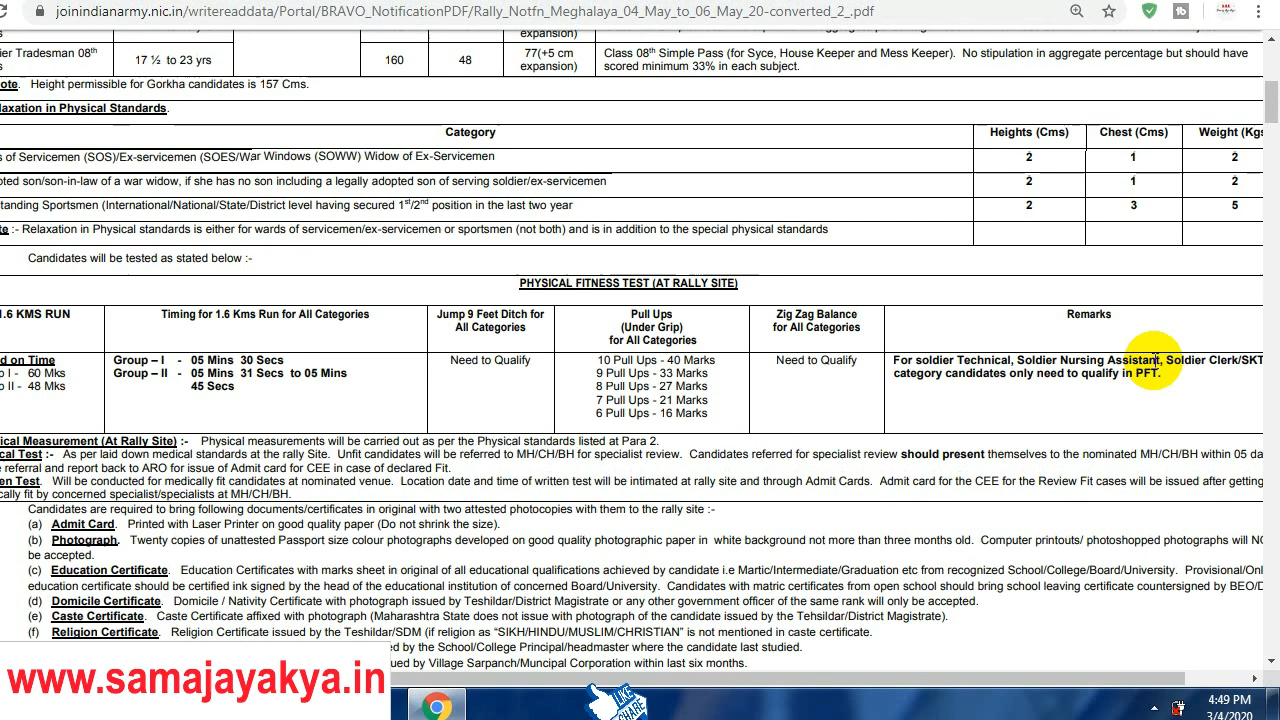 joinindianarmy.nic.in/writereaddata/Portal/BRAVO_NotificationPDF/Rally_Notfn_Meghalaya_04_May_to_06_May_20-converted_2_.pdf
expansion)
ier Tradesman 08th 17 ½ to 23 yrs 160 48 77(+5 cm expansion) Class 08th Simple Pass (for Syce, House Keeper and Mess Keeper). No stipulation in aggregate percentage but should have
scored minimum 33% in each subject.
ote. Height permissible for Gorkha candidates is 157 Cms.
laxation in Physical Standards.
Category Heights (Cms) Chest (Cms) Weight (Kgs
s of Servicemen (SOS)/Ex-servicemen (SOES/War Windows (SOWW) Widow of Ex-Servicemen 2 1 2
pted son/son-in-law of a war widow, if she has no son including a legally adopted son of serving soldier/ex-servicemen 2 1 2
standing Sportsmen (International/National/State/District level having secured 1st/2nd position in the last two year 2 3 5
te :- Relaxation in Physical standards is either for wards of servicemen/ex-servicemen or sportsmen (not both) and is in addition to the special physical standards
Candidates will be tested as stated below :-
PHYSICAL FITNESS TEST (AT RALLY SITE)
1.6 KMS RUN Timing for 1.6 Kms Run for All Categories Jump 9 Feet Ditch for Pull Ups Zig Zag Balance Remarks
All Categories (Under Grip) for All Categories
for All Categories
d on Time Group – I - 05 Mins 30 Secs Need to Qualify 10 Pull Ups - 40 Marks Need to Qualify For soldier Technical, Soldier Nursing Assistant, Soldier Clerk/SKT
p I - 60 Mks Group – II - 05 Mins 31 Secs to 05 Mins 9 Pull Ups - 33 Marks category candidates only need to qualify in PFT.
p II - 48 Mks 45 Secs 8 Pull Ups - 27 Marks
7 Pull Ups - 21 Marks
6 Pull Ups - 16 Marks
ical Measurement (At Rally Site) :- Physical measurements will be carried out as per the Physical standards listed at Para 2.
ical Test :- As per laid down medical standards at the rally Site. Unfit candidates will be referred to MH/CH/BH for specialist review. Candidates referred for specialist review should present themselves to the nominated MH/CH/BH within 05 da
e referral and report back to ARO for issue of Admit card for CEE in case of declared Fit.
en Test. Will be conducted for medically fit candidates at nominated venue. Location date and time of written test will be intimated at rally site and through Admit Cards. Admit card for the CEE for the Review Fit cases will be issued after getting
ically fit by concerned specialist/specialists at MH/CH/BH.
Candidates are required to bring following documents/certificates in original with two attested photocopies with them to the rally site :-
(a) Admit Card. Printed with Laser Printer on good quality paper (Do not shrink the size).
(b) Photograph. Twenty copies of unattested Passport size colour photographs developed on good quality photographic paper in white background not more than three months old. Computer printouts/ photoshopped photographs will NO
be accepted.
(c) Education Certificate. Education Certificates with marks sheet in original of all educational qualifications achieved by candidate i.e Martic/Intermediate/Graduation etc from recognized School/College/Board/University. Provisional/Onl
education certificate should be certified ink signed by the head of the educational institution of concerned Board/University. Candidates with matric certificates from open school should bring school leaving certificate countersigned by BEO/D
(d) Domicile Certificate. Domicile / Nativity Certificate with photograph issued by Teshildar/District Magistrate or any other government officer of the same rank will only be accepted.
(e) Caste Certificate. Caste Certificate affixed with photograph (Maharashtra State does not issue with photograph of the candidate issued by the Tehsildar/District Magistrate).
(f) Religion Certificate. Religion Certificate issued by the Teshildar/SDM (if religion as “SIKH/HINDU/MUSLIM/CHRISTIAN” is not mentioned in caste certificate.
ed by the School/College Principal/headmaster where the candidate last studied.
ued by Village Sarpanch/Muncipal Corporation within last six months.
www.samajayakya.in
LIKE
SHARE
4:49 PM
3/4/2020